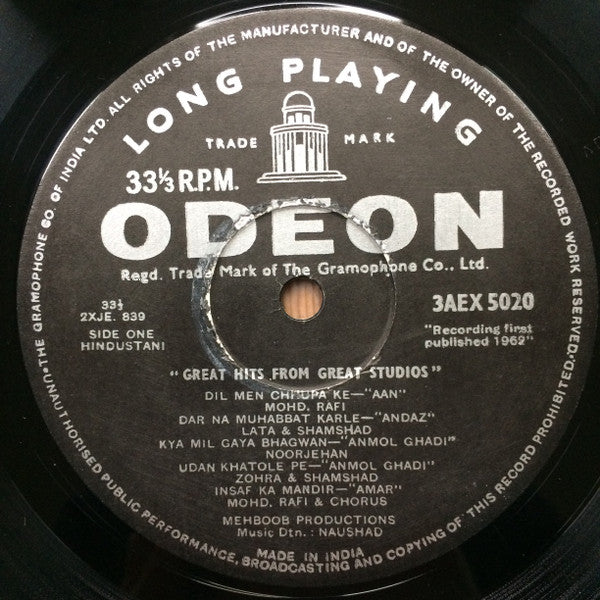 • THE GRAMOPHONE CO. OF INDIA LTD. ALL RIGHTS OF THE MANUFACTURER AND OF THE OWNER OF THE RECORDED WORK RESERVED.
LONG PLAYING
TRADE MARK
33⅓ R.P.M.
ODEON
Regd. Trade Mark of The Gramophone Co., Ltd.
33⅓
2XJE. 839
SIDE ONE
HINDUSTANI
3AEX 5020
"Recording first
published 1962"
"GREAT HITS FROM GREAT STUDIOS"
DIL MEN CHHUPA KE—"AAN"
MOHD. RAFI
DAR NA MUHABBAT KARLE—"ANDAZ"
LATA & SHAMSHAD
KYA MIL GAYA BHAGWAN—"ANMOL GHADI"
NOORJEHAN
UDAN KHATOLE PE—"ANMOL GHADI"
ZOHRA & SHAMSHAD
INSAF KA MANDIR—"AMAR"
MOHD. RAFI & CHORUS
MEHBOOB PRODUCTIONS
Music Dtn.: NAUSHAD
MADE IN INDIA
UNAUTHORISED PUBLIC PERFORMANCE, BROADCASTING AND COPYING OF THIS RECORD PROHIBITED.